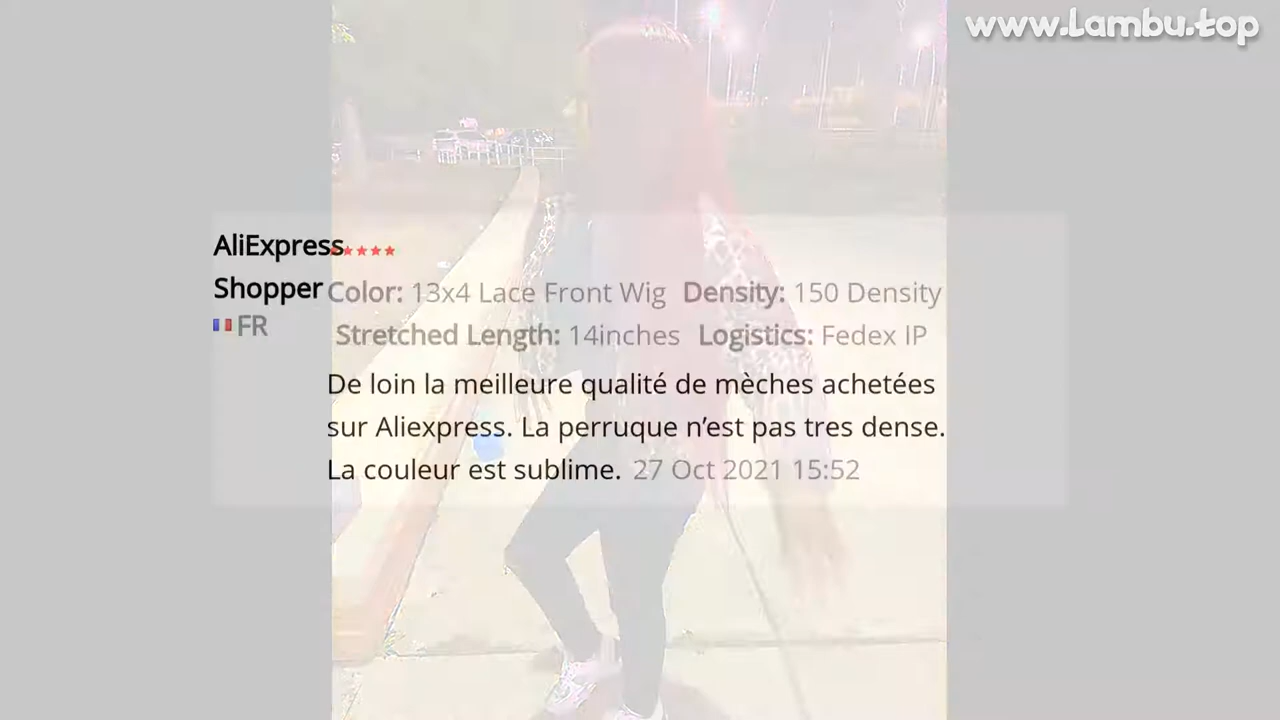 www.Lambu.top
AliExpress
Shopper
FR
Color: 13x4 Lace Front Wig Density: 150 Density
Stretched Length: 14inches Logistics: Fedex IP
De loin la meilleure qualité de mèches achetées
sur Aliexpress. La perruque n’est pas tres dense.
La couleur est sublime. 27 Oct 2021 15:52